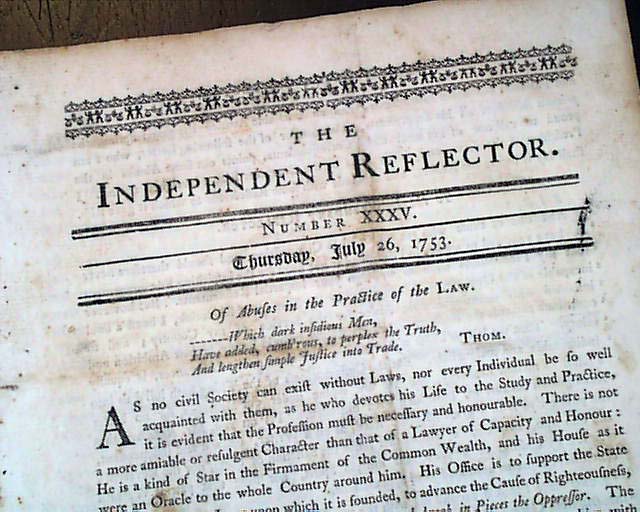 THE
INDEPENDENT REFLECTOR.
NUMBER XXXV.
Thursday, July 26, 1753.
Of Abuses in the Practice of the LAW.
-------Which dark insidious Men,
Have added, cumb'rous, to perplex the Truth,
And lengthen simple Justice into Trade.
THOM.
AS no civil Society can exist without Laws, nor every Individual be so well
acquainted with them, as he who devotes his Life to the Study and Practice,
it is evident that the Profession must be necessary and honourable. There is not
a more amiable or refulgent Character than that of a Lawyer of Capacity and Honour:
He is a kind of Star in the Firmament of the Common Wealth, and his House as it
were an Oracle to the whole Country around him. His Office is to support the State
upon which it is founded, to advance the Cause of Righteousness,
in Pieces the Oppressor. The